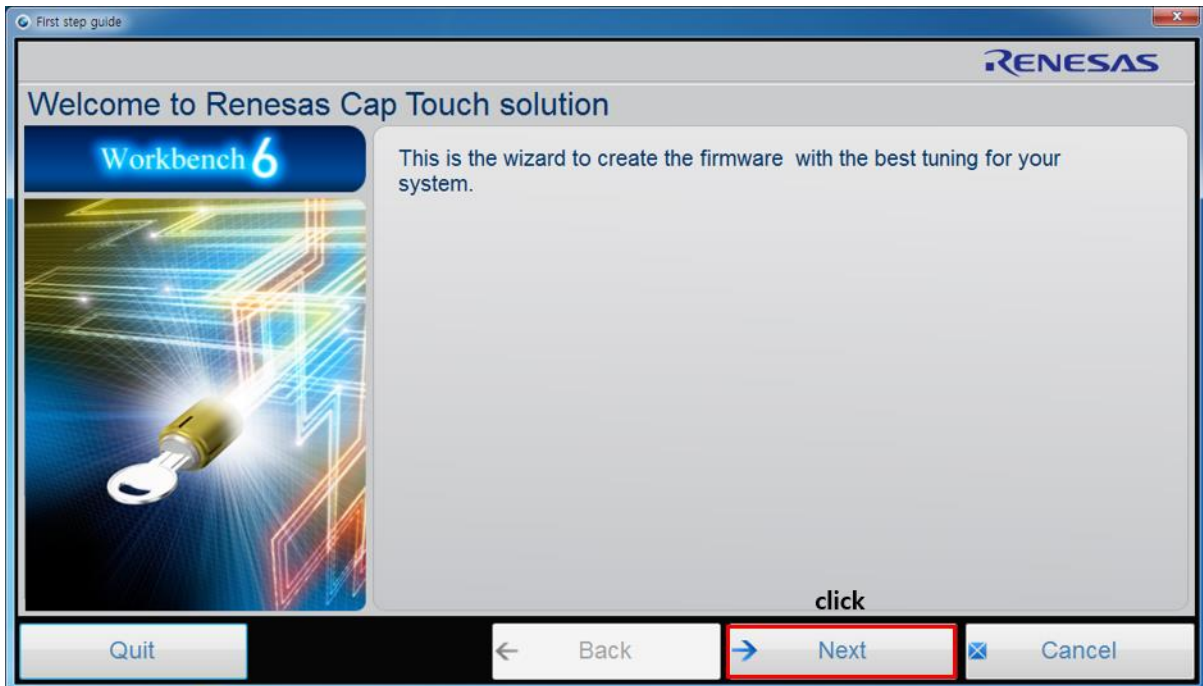 First step guide
RENESAS
Welcome to Renesas Cap Touch solution
Workbench 6
This is the wizard to create the firmware with the best tuning for your
system.
click
Quit
Back
Next
Cancel